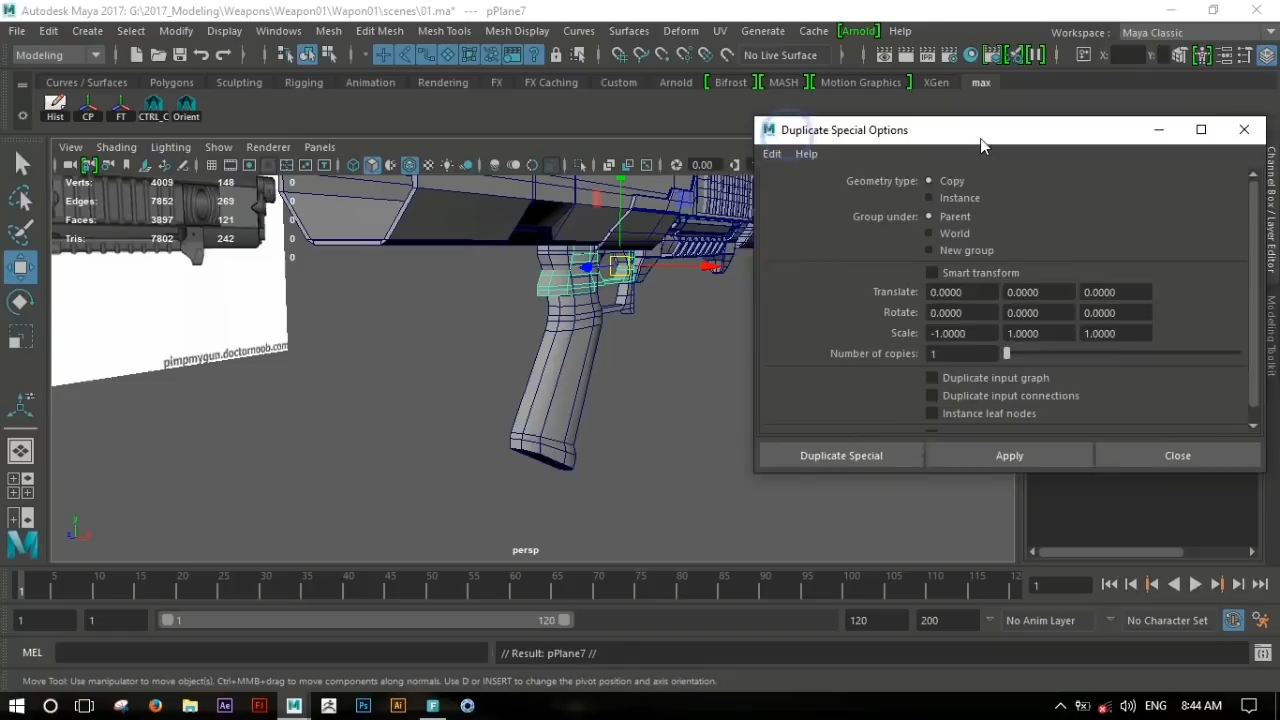 Autodesk Maya 2017: G:\2017_Modeling\Weapons\Weapon01\Wapon01\scenes\01.ma*   ---   pPlane7
File Edit Create Select Modify Display Windows Mesh Edit Mesh Mesh Tools Mesh Display Curves Surfaces Deform UV Generate Cache [Arnold] Help Workspace : Maya Classic
Modeling No Live Surface X: Y:
Curves / Surfaces Polygons Sculpting Rigging Animation Rendering FX FX Caching Custom Arnold [ Bifrost ] [ MASH ] [ Motion Graphics ] XGen max
Hist CP FT CTRL_C Orient
View Shading Lighting Show Renderer Panels
0.00
Verts: 4009 148 0
Edges: 7852 269 0
Faces: 3897 121 0
Tris: 7802 242 0
0
pimpmygun.doctornoob.com
persp
Duplicate Special Options
Edit Help
Geometry type: Copy
Instance
Group under: Parent
World
New group
Smart transform
Translate: 0.0000 0.0000 0.0000
Rotate: 0.0000 0.0000 0.0000
Scale: -1.0000 1.0000 1.0000
Number of copies: 1
Duplicate input graph
Duplicate input connections
Instance leaf nodes
Duplicate Special Apply Close
Channel Box / Layer Editor
Modeling Toolkit
5 10 15 20 25 30 35 40 45 50 55 60 65 70 75 80 85 90 95 100 105 110 115 12
1 1
1 1 1 120 120 200 No Anim Layer No Character Set
MEL // Result: pPlane7 //
Move Tool: Use manipulator to move object(s). Ctrl+MMB+drag to move components along normals. Use D or INSERT to change the pivot position and axis orientation.
8:44 AM